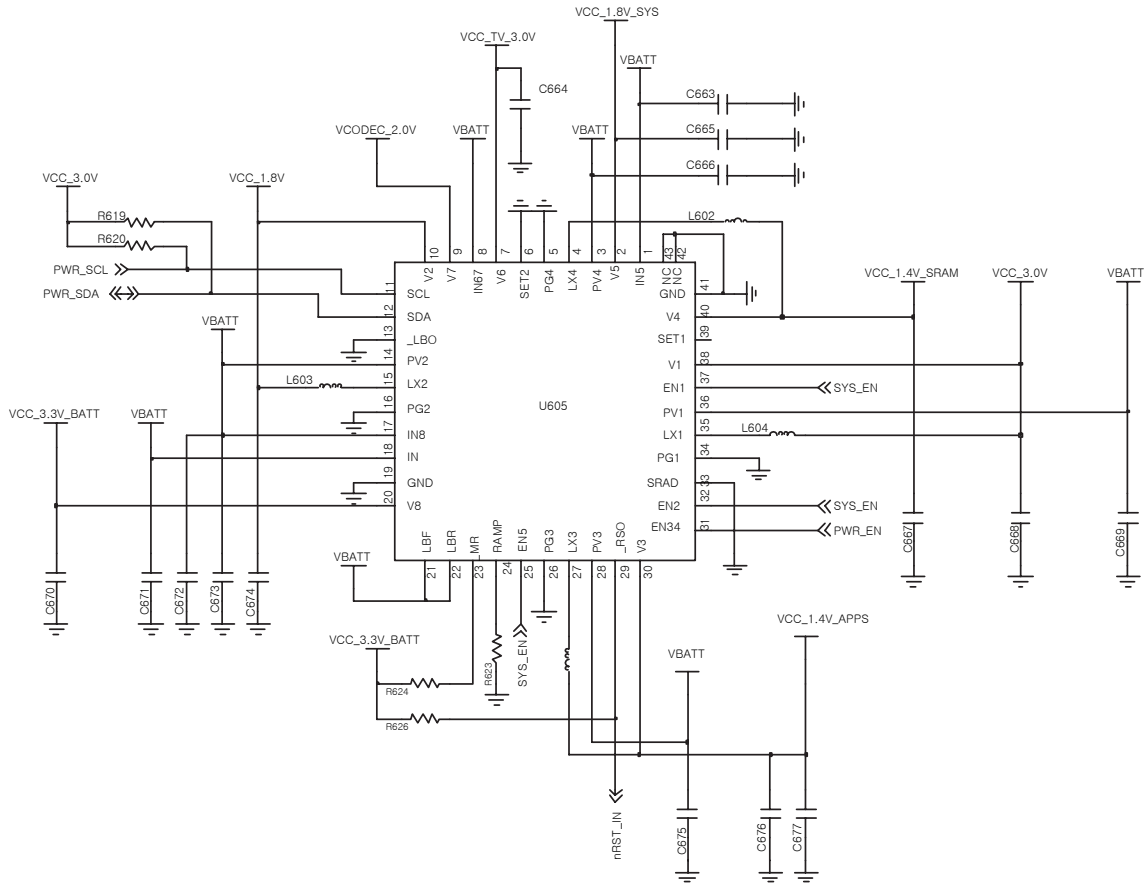 VCC_1.8V_SYS
VCC_TV_3.0V
VBATT
C664
C663
VCODEC_2.0V
VBATT
VBATT
C665
C666
VCC_3.0V
VCC_1.8V
R619
R620
L602
PWR_SCL
PWR_SDA
10
9
8
7
6
5
4
3
2
1
43
42
V2
V7
IN67
V6
SET2
PG4
LX4
PV4
V5
IN5
NC
NC
VCC_1.4V_SRAM
VCC_3.0V
VBATT
11
SCL
GND
41
12
SDA
V4
40
VBATT
13
_LBO
SET1
39
14
PV2
V1
38
L603
15
LX2
EN1
37
SYS_EN
16
PG2
U605
PV1
36
VCC_3.3V_BATT
VBATT
17
IN8
LX1
35
L604
18
IN
PG1
34
19
GND
SRAD
33
20
V8
EN2
32
SYS_EN
EN34
31
PWR_EN
LBF
LBR
_MR
RAMP
EN5
PG3
LX3
PV3
_RSO
V3
21
22
23
24
25
26
27
28
29
30
VBATT
C670
C671
C672
C673
C674
C667
C668
C669
VCC_3.3V_BATT
R623
SYS_EN
VCC_1.4V_APPS
VBATT
R624
R626
nRST_IN
C675
C676
C677